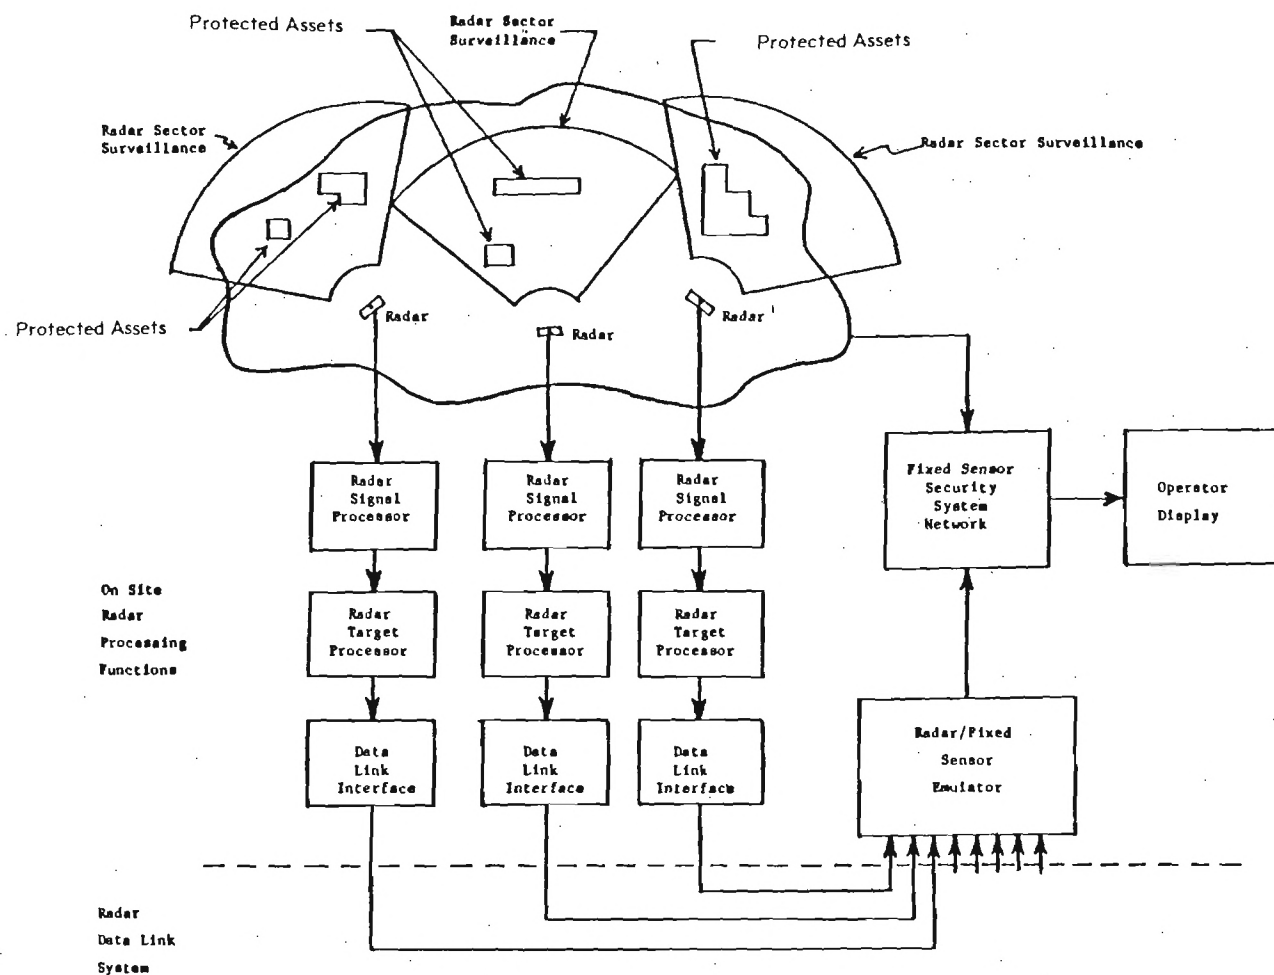 Protected Assets
Radar Sector
Surveillance
Protected Assets
Radar Sector
Surveillance
Radar Sector Surveillance
Protected Assets
Radar
Radar
Radar
Radar
Signal
Processor
Radar
Signal
Processor
Radar
Signal
Processor
Fixed Sensor
Security
System
Network
Operator
Display
On Site
Radar
Processing
Functions
Radar
Target
Processor
Radar
Target
Processor
Radar
Target
Processor
Data
Link
Interface
Data
Link
Interface
Data
Link
Interface
Radar/Fixed
Sensor
Emulator
Radar
Data Link
System